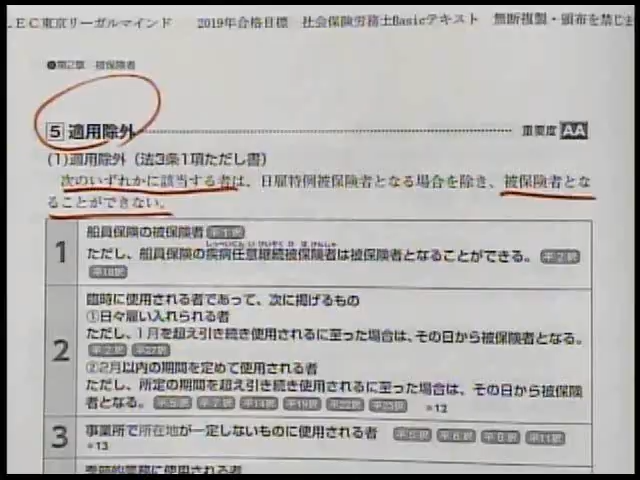 LEC東京リーガルマインド 2019年合格目標 社会保険労務士Basicテキスト 無断複製・頒布を禁じま
●第2章 被保険者
5 適用除外 重要度 AA
(1)適用除外(法3条1項ただし書)
次のいずれかに該当する者は、日雇特例被保険者となる場合を除き、被保険者とな
ることができない。
1 船員保険の被保険者
ただし、船員保険の疾病任意継続被保険者は被保険者となることができる。
2 臨時に使用される者であって、次に掲げるもの
①日々雇い入れられる者
ただし、1月を超え引き続き使用されるに至った場合は、その日から被保険者となる。
②2月以内の期間を定めて使用される者
ただし、所定の期間を超え引き続き使用されるに至った場合は、その日から被保険
者となる。 *12
3 事業所で所在地が一定しないものに使用される者
*13
季節的業務に使用される者